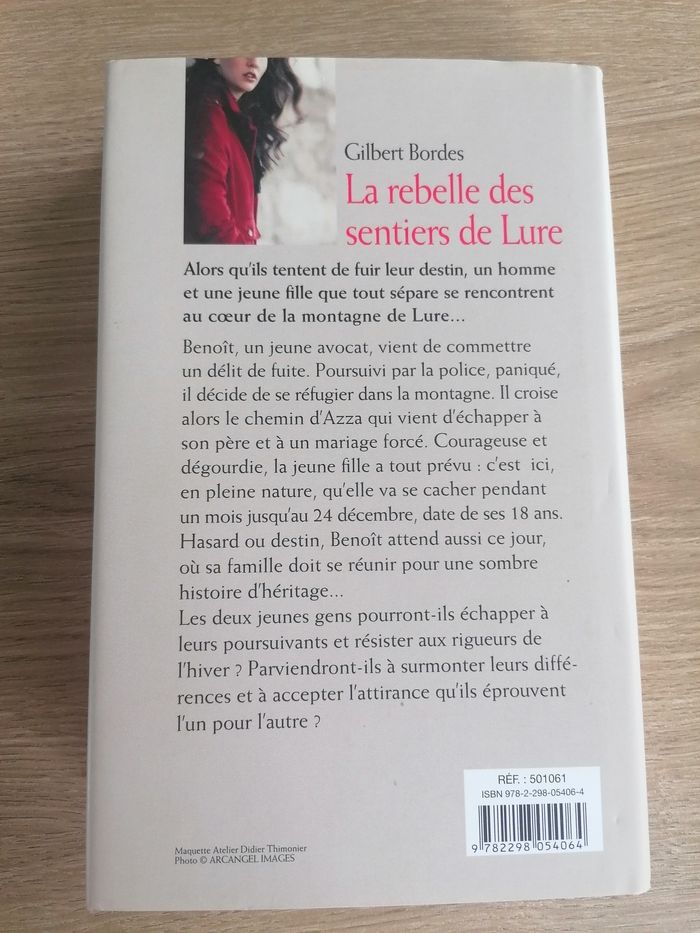 Gilbert Bordes
La rebelle des
sentiers de Lure
Alors qu'ils tentent de fuir leur destin, un homme
et une jeune fille que tout sépare se rencontrent
au cœur de la montagne de Lure...
Benoît, un jeune avocat, vient de commettre
un délit de fuite. Poursuivi par la police, paniqué,
il décide de se réfugier dans la montagne. Il croise
alors le chemin d'Azza qui vient d'échapper à
son père et à un mariage forcé. Courageuse et
dégourdie, la jeune fille a tout prévu : c'est ici,
en pleine nature, qu'elle va se cacher pendant
un mois jusqu'au 24 décembre, date de ses 18 ans.
Hasard ou destin, Benoît attend aussi ce jour,
où sa famille doit se réunir pour une sombre
histoire d'héritage...
Les deux jeunes gens pourront-ils échapper à
leurs poursuivants et résister aux rigueurs de
l'hiver ? Parviendront-ils à surmonter leurs diffé-
rences et à accepter l'attirance qu'ils éprouvent
l'un pour l'autre ?
RÉF. : 501061
ISBN 978-2-298-05406-4
9 782298 054064
Maquette Atelier Didier Thimonier
Photo © ARCANGEL IMAGES